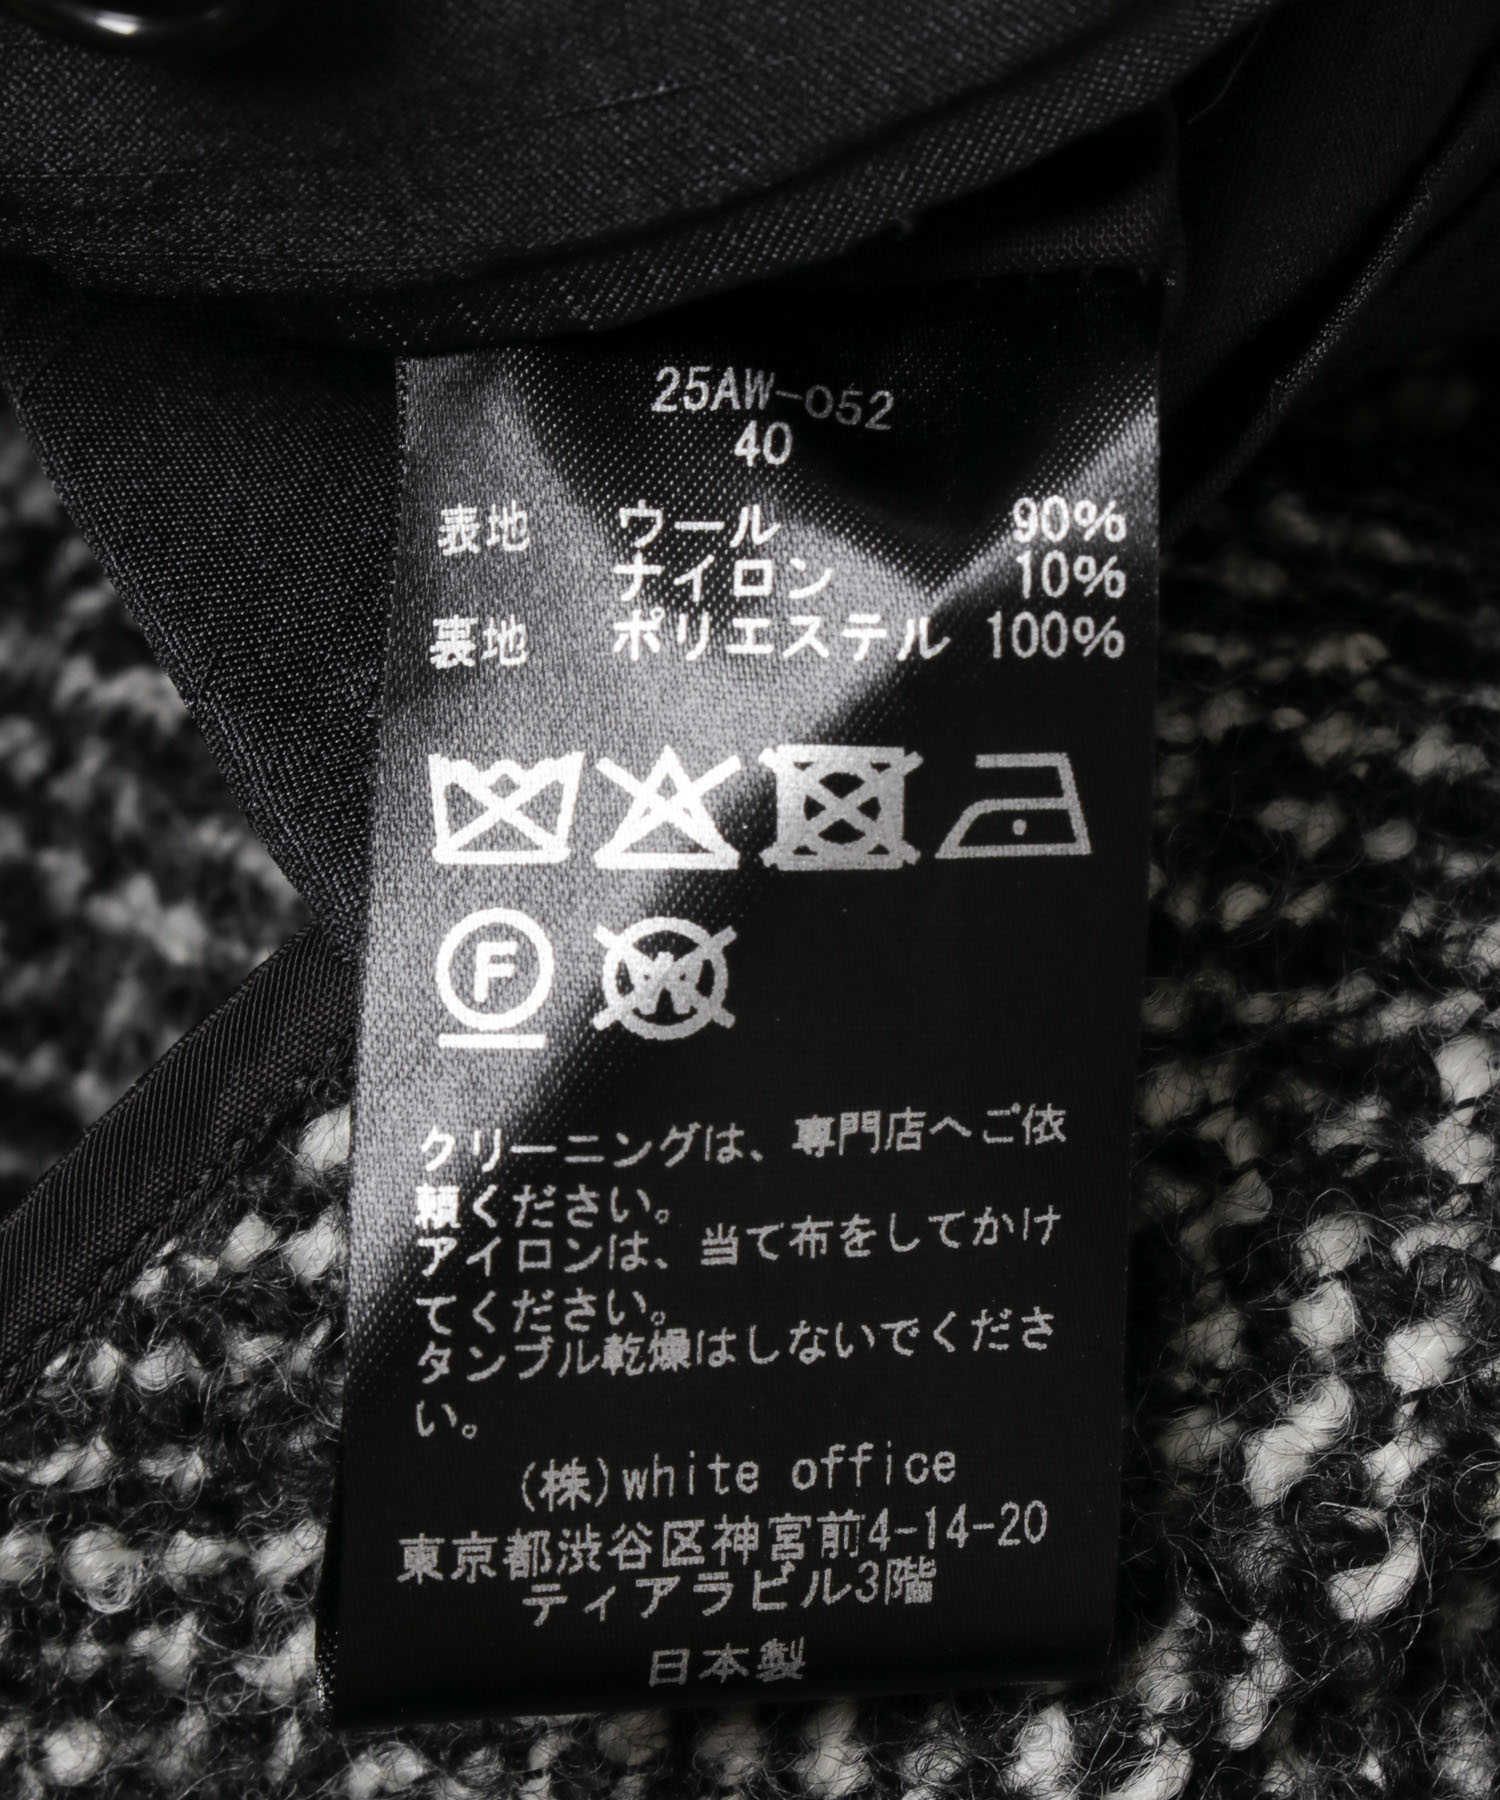 25AW-052
40
表地 ウール 90%
ナイロン 10%
裏地 ポリエステル 100%
F
W
クリーニングは、専門店へご依
頼ください。
アイロンは、当て布をしてかけ
てください。
タンブル乾燥はしないでくださ
い。
(株)white office
東京都渋谷区神宮前4-14-20
ティアラビル3階
日本製